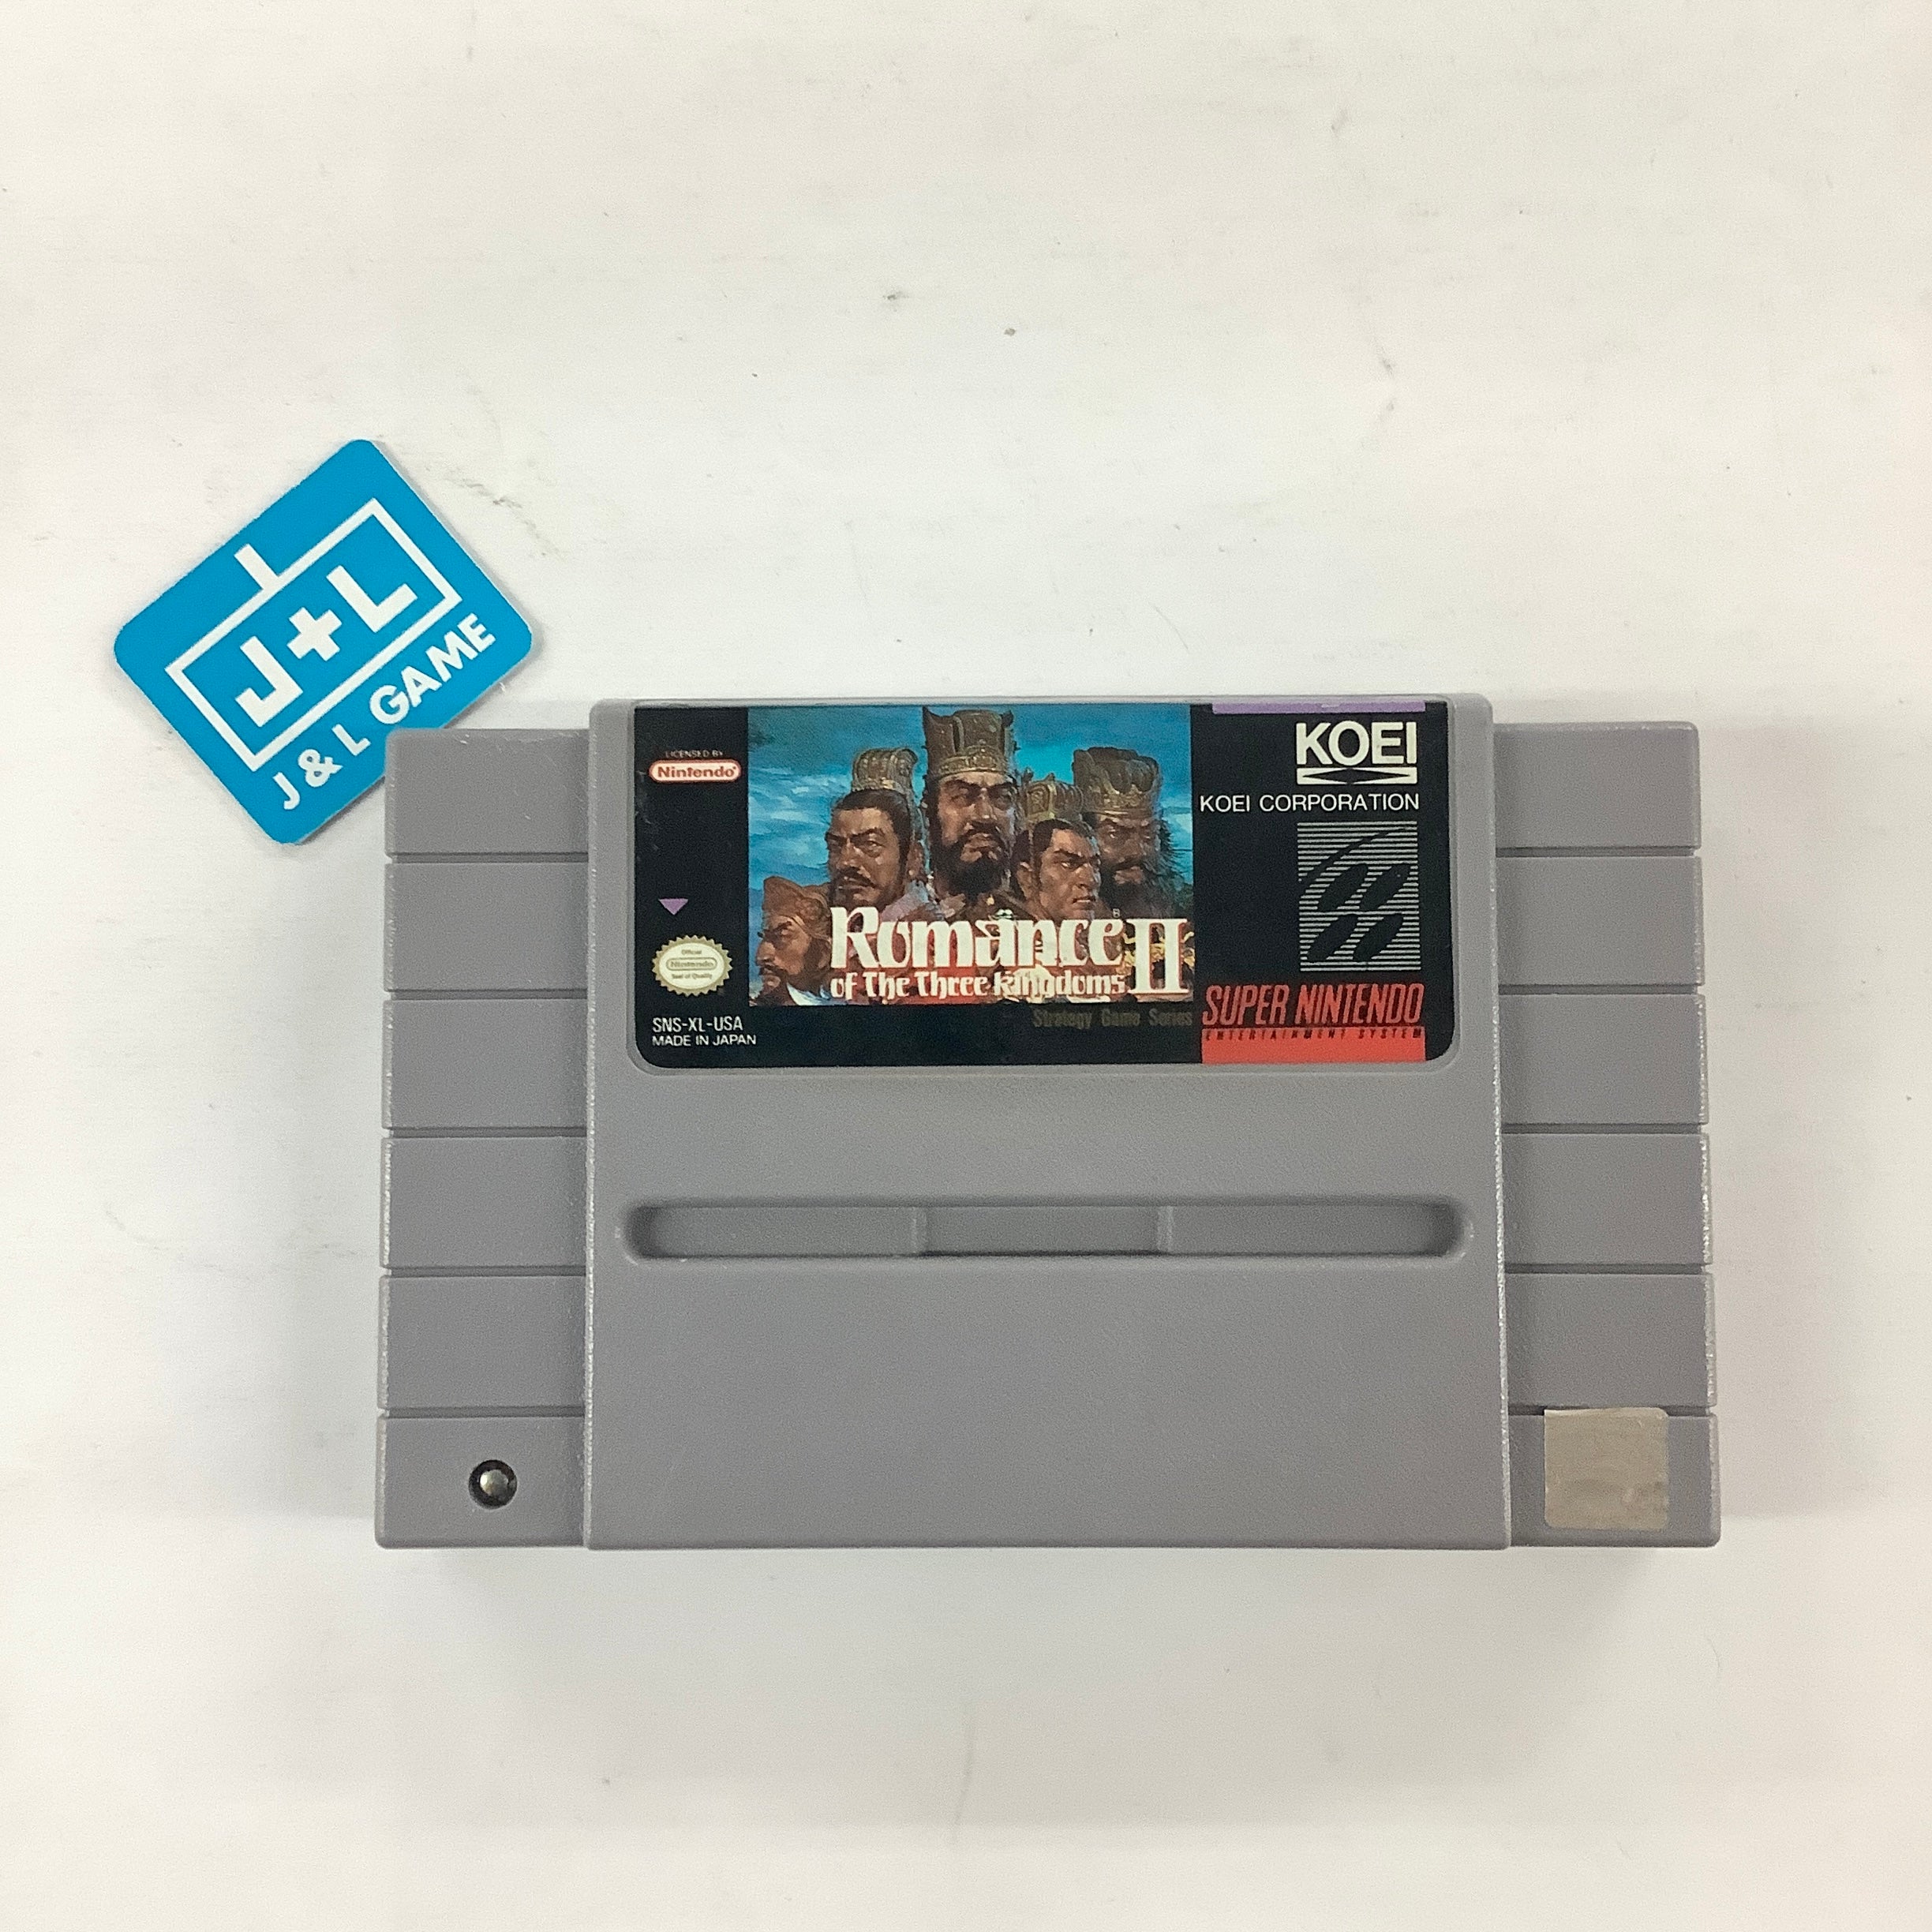 J+L
J & L GAME
LICENSED BY
Nintendo
KOEI
KOEI CORPORATION
Romance II
of The Three Kingdoms
Official
Nintendo
Seal of Quality
SNS-XL-USA
MADE IN JAPAN
Strategy Game Series
SUPER NINTENDO
ENTERTAINMENT SYSTEM